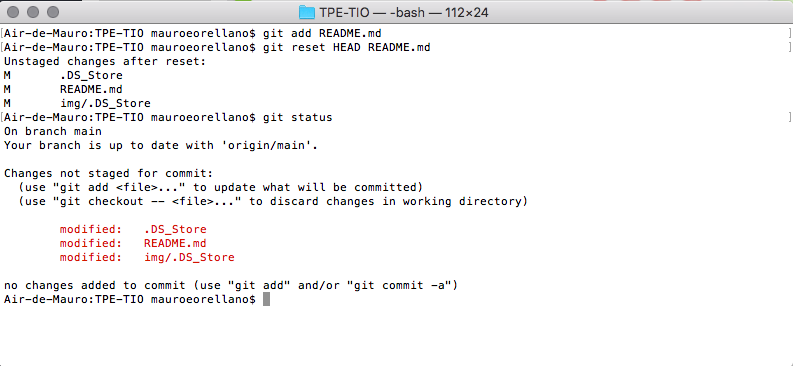 TPE-TIO — -bash — 112×24
[Air-de-Mauro:TPE-TIO mauroeorellano$ git add README.md ]
[Air-de-Mauro:TPE-TIO mauroeorellano$ git reset HEAD README.md ]
Unstaged changes after reset:
M       .DS_Store
M       README.md
M       img/.DS_Store
[Air-de-Mauro:TPE-TIO mauroeorellano$ git status ]
On branch main
Your branch is up to date with 'origin/main'.
Changes not staged for commit:
  (use "git add <file>..." to update what will be committed)
  (use "git checkout -- <file>..." to discard changes in working directory)
        modified:   .DS_Store
        modified:   README.md
        modified:   img/.DS_Store
no changes added to commit (use "git add" and/or "git commit -a")
Air-de-Mauro:TPE-TIO mauroeorellano$